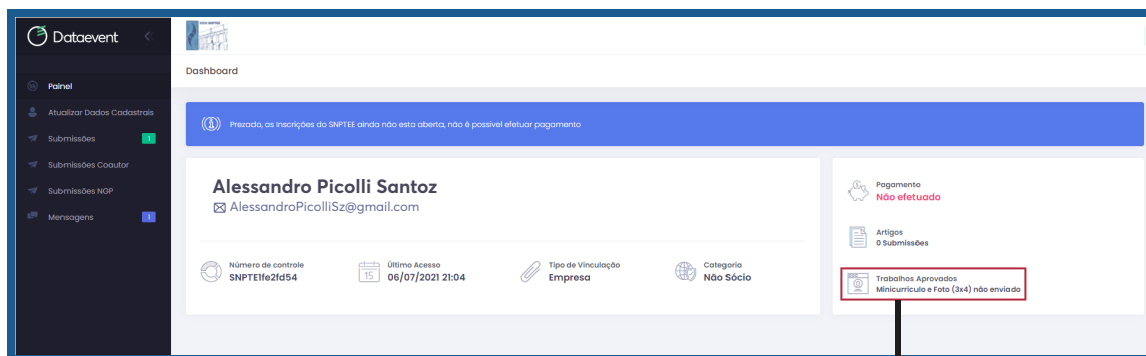 Dataevent
Dashboard
Painel
Atualizar Dados Cadastrais
Submissões 1
Submissões Coautor
Submissões NGP
Mensagens 1
Prezado, as Inscrições do SNPTEE ainda não esta aberta, não é possivel efetuar pagamento
Alessandro Picolli Santoz
AlessandroPicolliSz@gmail.com
Número de controle
SNPTE1fe2fd54
15
Último Acesso
06/07/2021 21:04
Tipo de Vinculação
Empresa
Categoria
Não Sócio
Pagamento
Não efetuado
Artigos
0 Submissões
Trabalhos Aprovados
Minicurriculo e Foto (3x4) não enviado